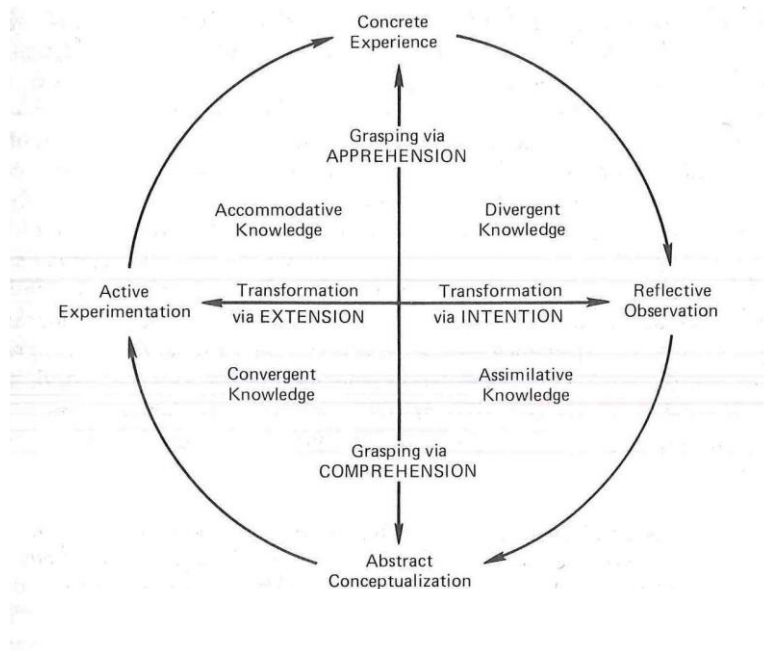 Concrete
Experience
Grasping via
APPREHENSION
Accommodative
Knowledge
Divergent
Knowledge
Active
Experimentation
Transformation
via EXTENSION
Transformation
via INTENTION
Reflective
Observation
Convergent
Knowledge
Assimilative
Knowledge
Grasping via
COMPREHENSION
Abstract
Conceptualization